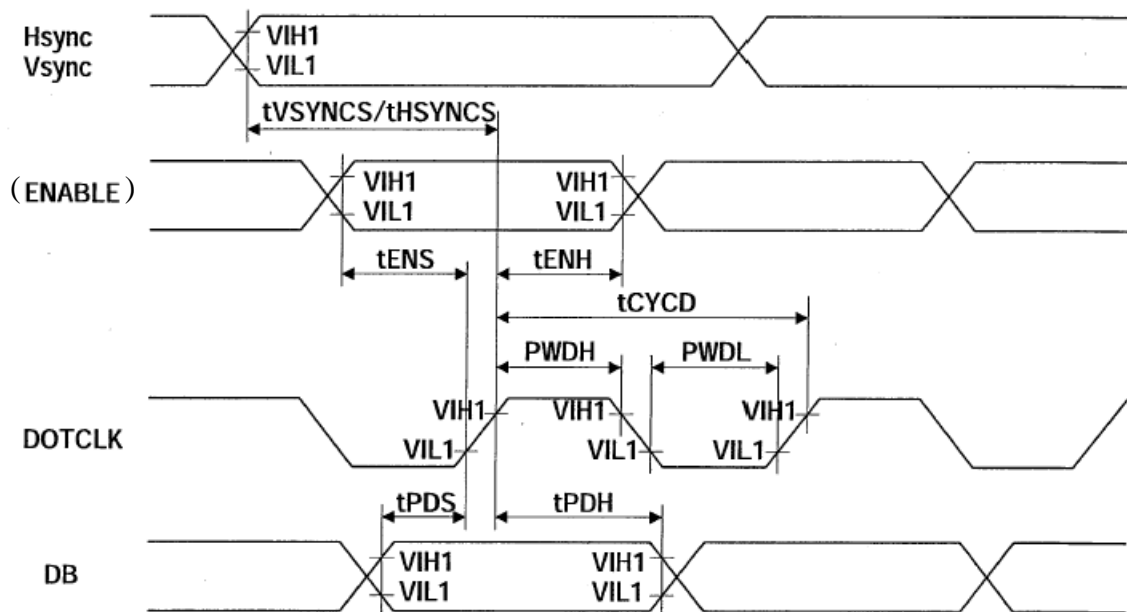 Hsync
Vsync
VIH1
VIL1
tVSYNCS/tHSYNCS
(ENABLE)
VIH1
VIL1
VIH1
VIL1
tENS
tENH
tCYCD
PWDH
PWDL
DOTCLK
VIH1
VIL1
VIH1
VIL1
VIH1
VIL1
tPDS
tPDH
DB
VIH1
VIL1
VIH1
VIL1